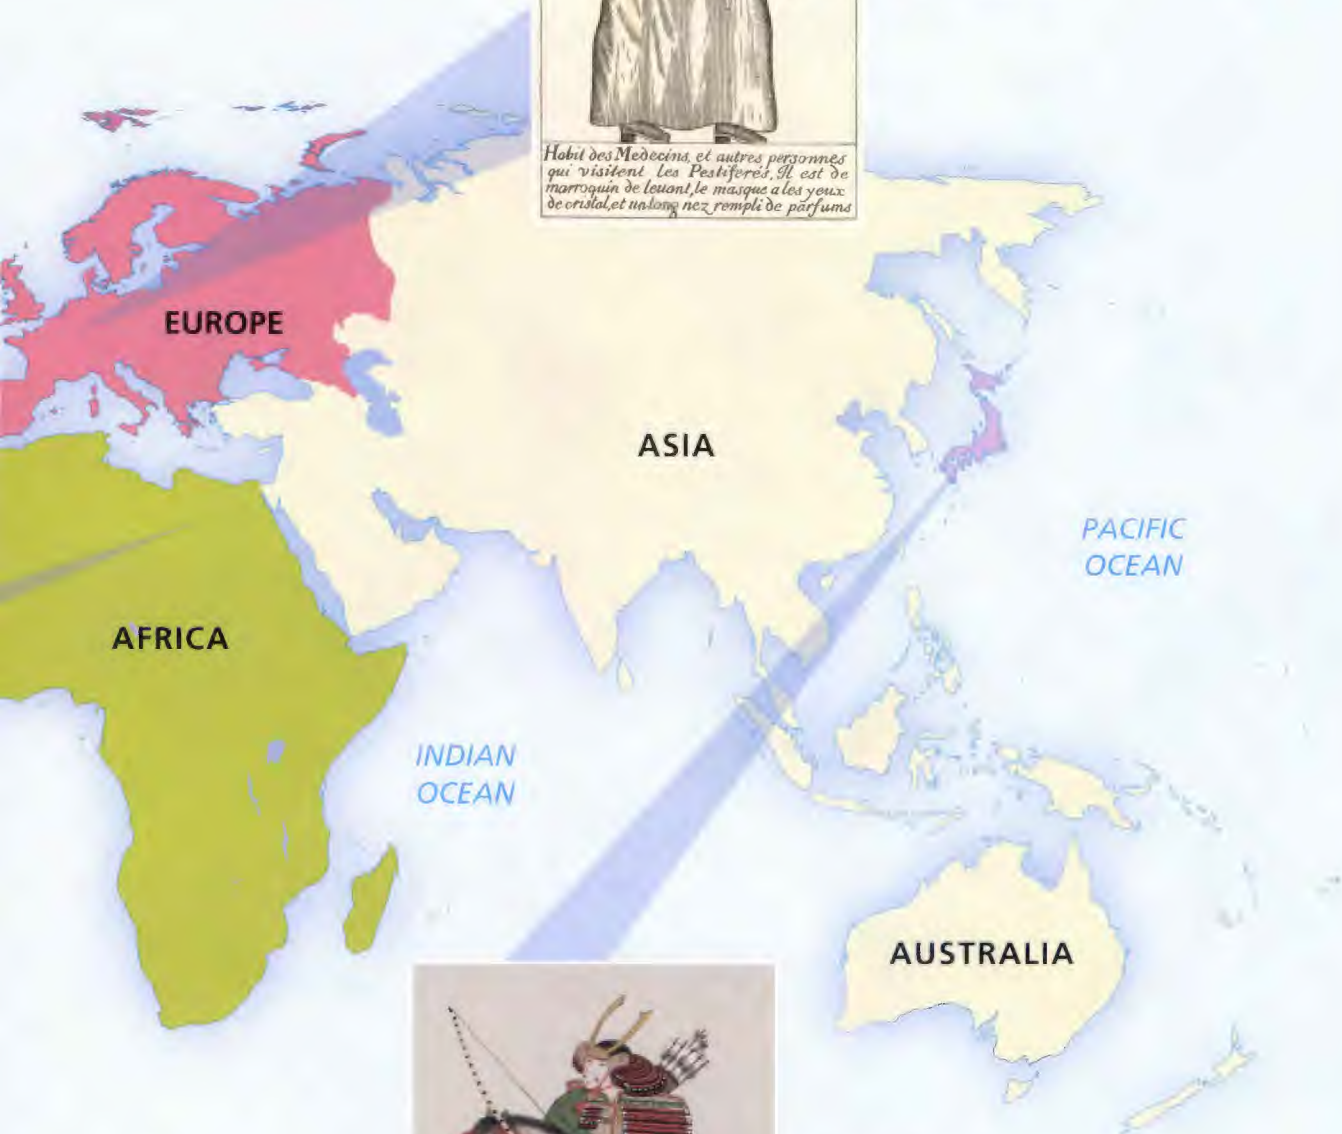 Habit des Medecins, et autres personnes
qui visitent les Pestiferés, Il est de
marroquin de leuant, le masque a les yeux
de cristal, et un long nez rempli de parfums
EUROPE
ASIA
PACIFIC
OCEAN
AFRICA
INDIAN
OCEAN
AUSTRALIA